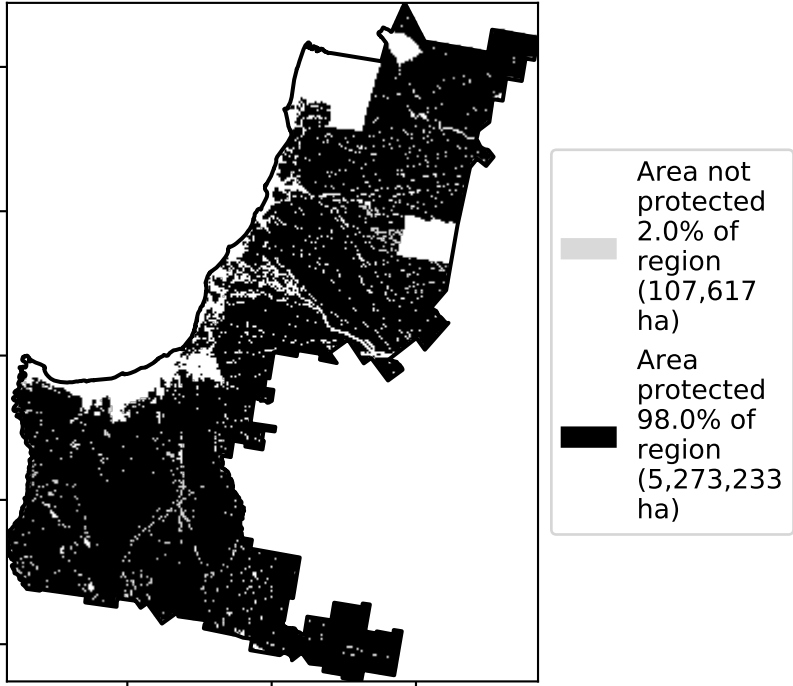 Area not
protected
2.0% of
region
(107,617
ha)
Area
protected
98.0% of
region
(5,273,233
ha)